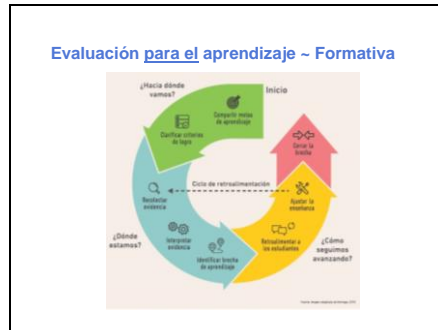 Evaluación para el aprendizaje ~ Formativa
¿Hacia dónde
vamos?
Inicio
Compartir metas
de aprendizaje
Clarificar criterios
de logro
Cerrar la
brecha
Recolectar
evidencia
Ciclo de retroalimentación
Ajustar la
enseñanza
¿Dónde
estamos?
Interpretar
evidencia
Identificar brecha
de aprendizaje
Retroalimentar a
los estudiantes
¿Cómo
seguimos
avanzando?